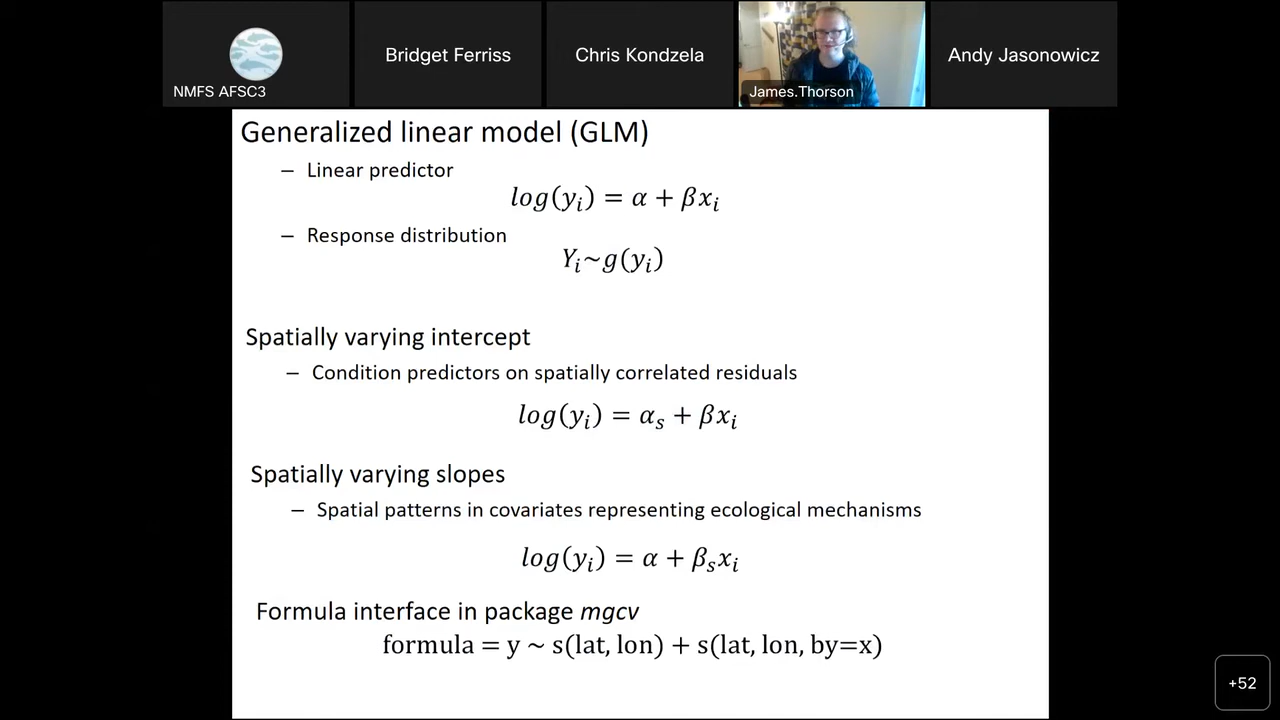 Bridget Ferriss
Chris Kondzela
Andy Jasonowicz
NMFS AFSC3
James.Thorson
Generalized linear model (GLM)
– Linear predictor
log(yᵢ) = α + βxᵢ
– Response distribution
Yᵢ~g(yᵢ)
Spatially varying intercept
– Condition predictors on spatially correlated residuals
log(yᵢ) = αₛ + βxᵢ
Spatially varying slopes
– Spatial patterns in covariates representing ecological mechanisms
log(yᵢ) = α + βₛxᵢ
Formula interface in package mgcv
formula = y ~ s(lat, lon) + s(lat, lon, by=x)
+52